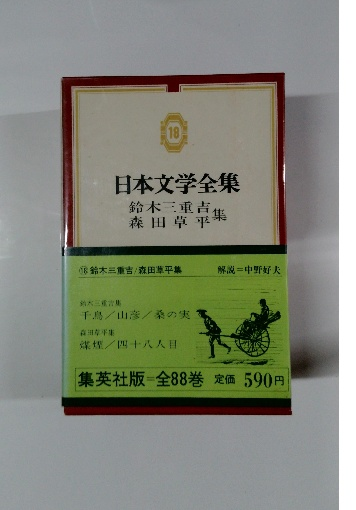 18
日本文学全集
鈴木三重吉
森田草平
集
⑱ 鈴木三重吉/森田草平集 解説=中野好夫
鈴木三重吉集
千鳥/山彦/桑の実
森田草平集
煤煙/四十八人目
集英社版=全88巻 定価 590円